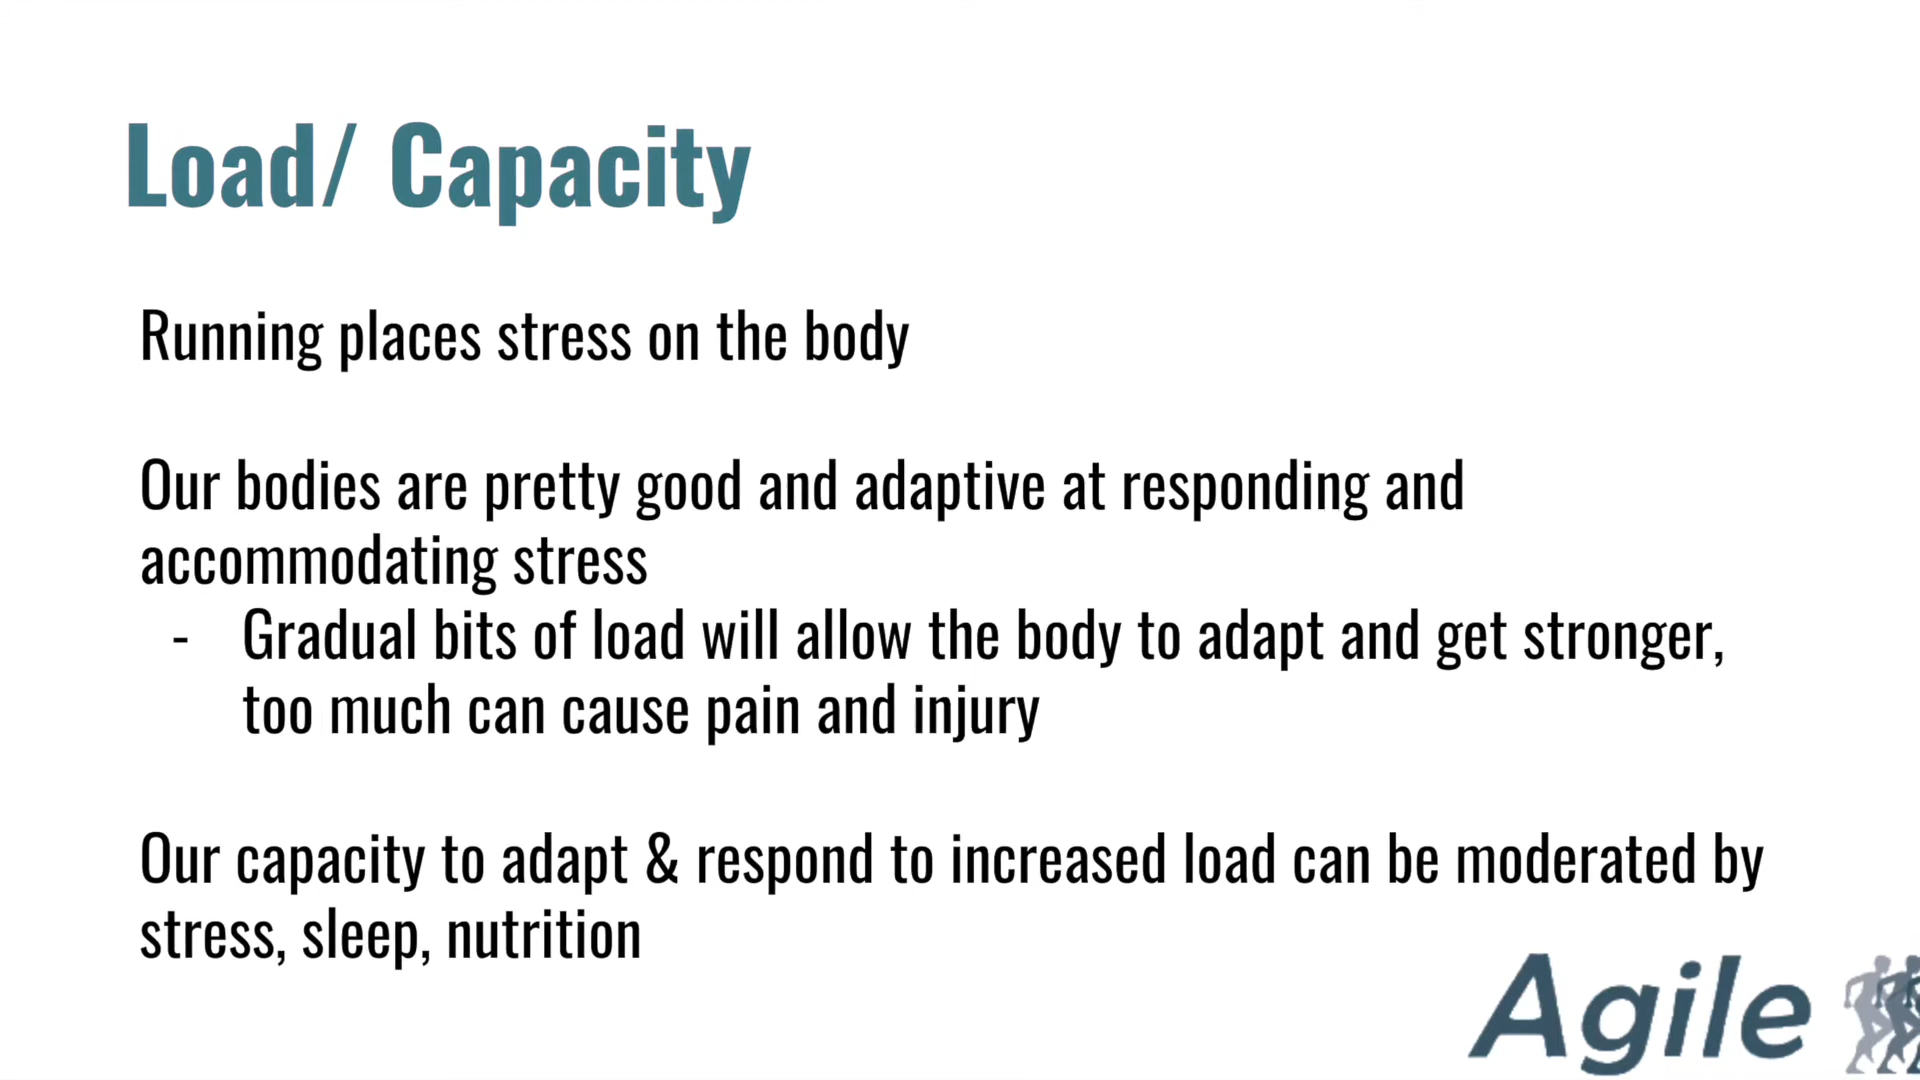 Load/ Capacity
Running places stress on the body
Our bodies are pretty good and adaptive at responding and
accommodating stress
- Gradual bits of load will allow the body to adapt and get stronger,
too much can cause pain and injury
Our capacity to adapt & respond to increased load can be moderated by
stress, sleep, nutrition
Agile